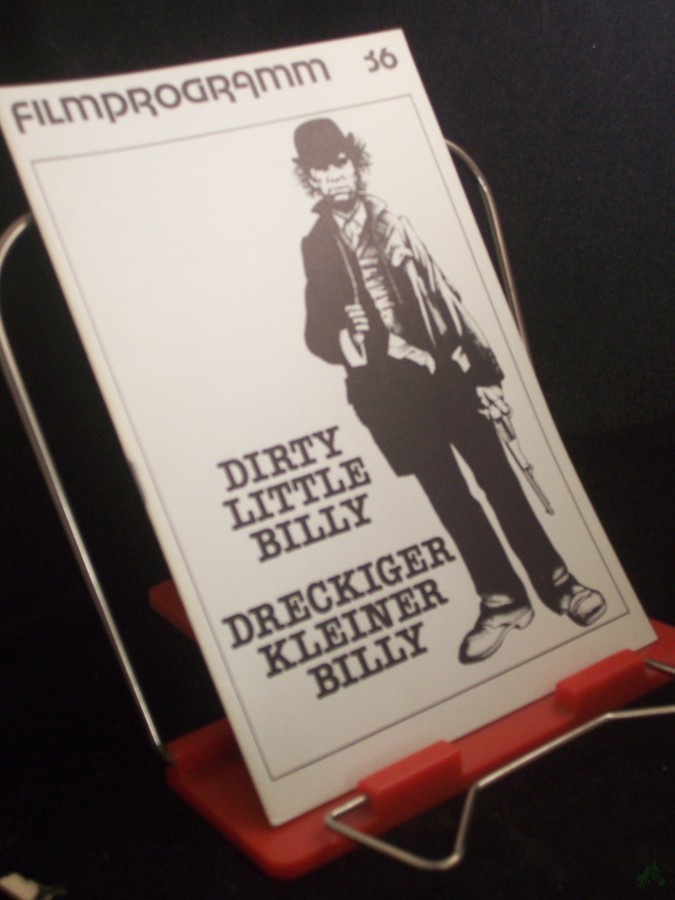 FILMPROGRAMM 36
DIRTY
LITTLE
BILLY
DRECKIGER
KLEINER
BILLY